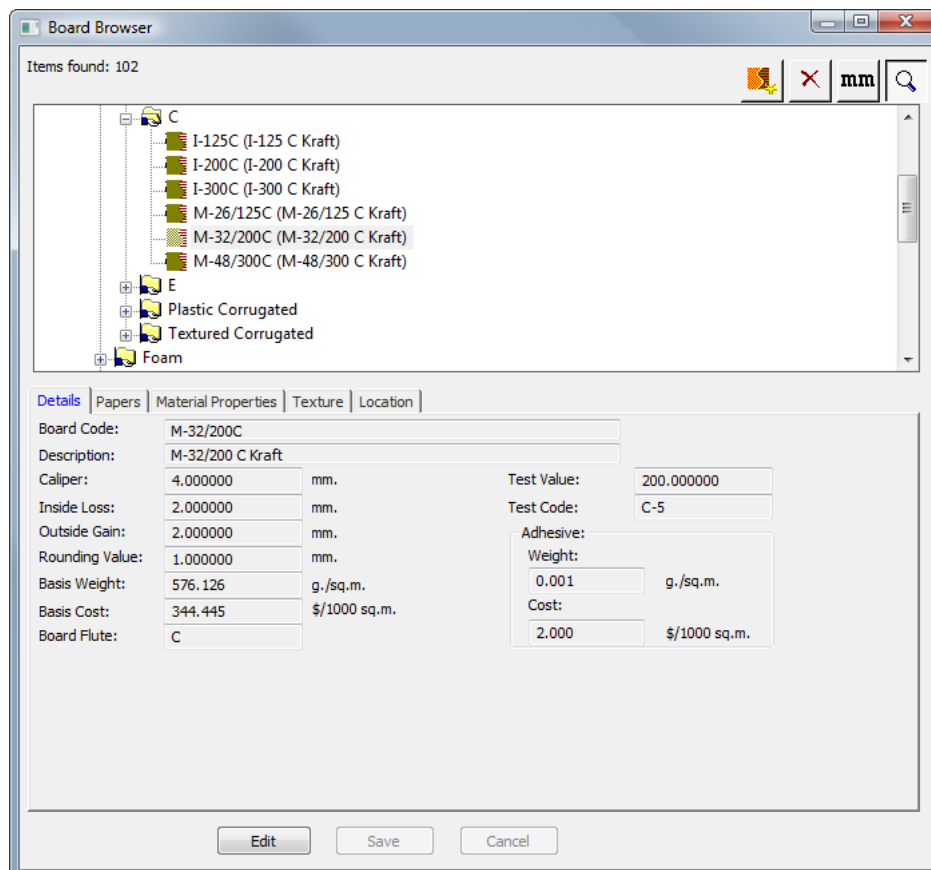 Board Browser
Items found: 102
mm
C
I-125C (I-125 C Kraft)
I-200C (I-200 C Kraft)
I-300C (I-300 C Kraft)
M-26/125C (M-26/125 C Kraft)
M-32/200C (M-32/200 C Kraft)
M-48/300C (M-48/300 C Kraft)
E
Plastic Corrugated
Textured Corrugated
Foam
Details Papers Material Properties Texture Location
Board Code: M-32/200C
Description: M-32/200 C Kraft
Caliper: 4.000000 mm. Test Value: 200.000000
Inside Loss: 2.000000 mm. Test Code: C-5
Outside Gain: 2.000000 mm. Adhesive:
Rounding Value: 1.000000 mm. Weight:
Basis Weight: 576.126 g./sq.m. 0.001 g./sq.m.
Basis Cost: 344.445 $/1000 sq.m. Cost:
Board Flute: C 2.000 $/1000 sq.m.
Edit Save Cancel